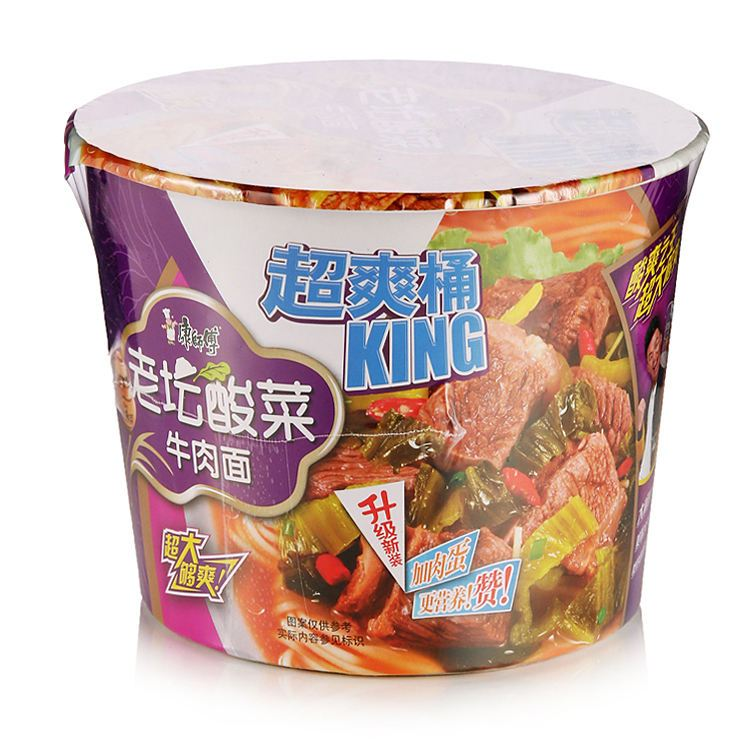 超爽桶
KING
康师傅
老坛酸菜
牛肉面
超大
够爽!
升级新装
加肉蛋
更营养!赞!
图案仅供参考
实际内容参见标识